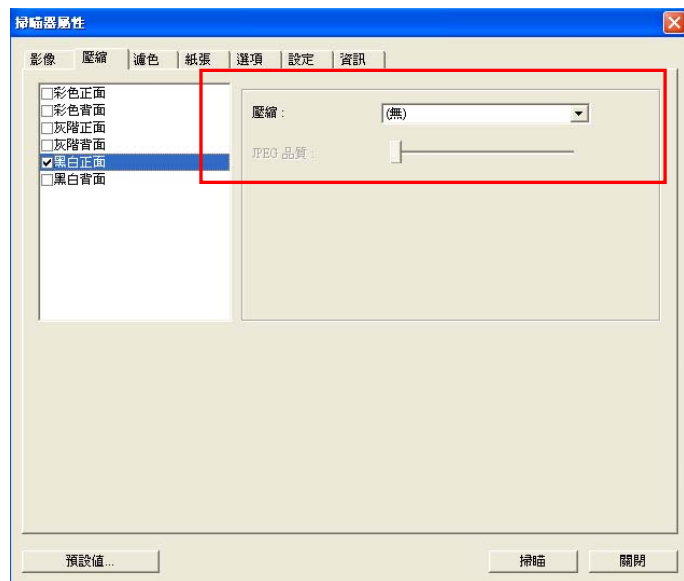 掃瞄器屬性
影像 壓縮 濾色 紙張 選項 設定 資訊
彩色正面
彩色背面
灰階正面
灰階背面
黑白正面
黑白背面
壓縮： (無)
JPEG 品質：
預設值... 掃瞄 關閉